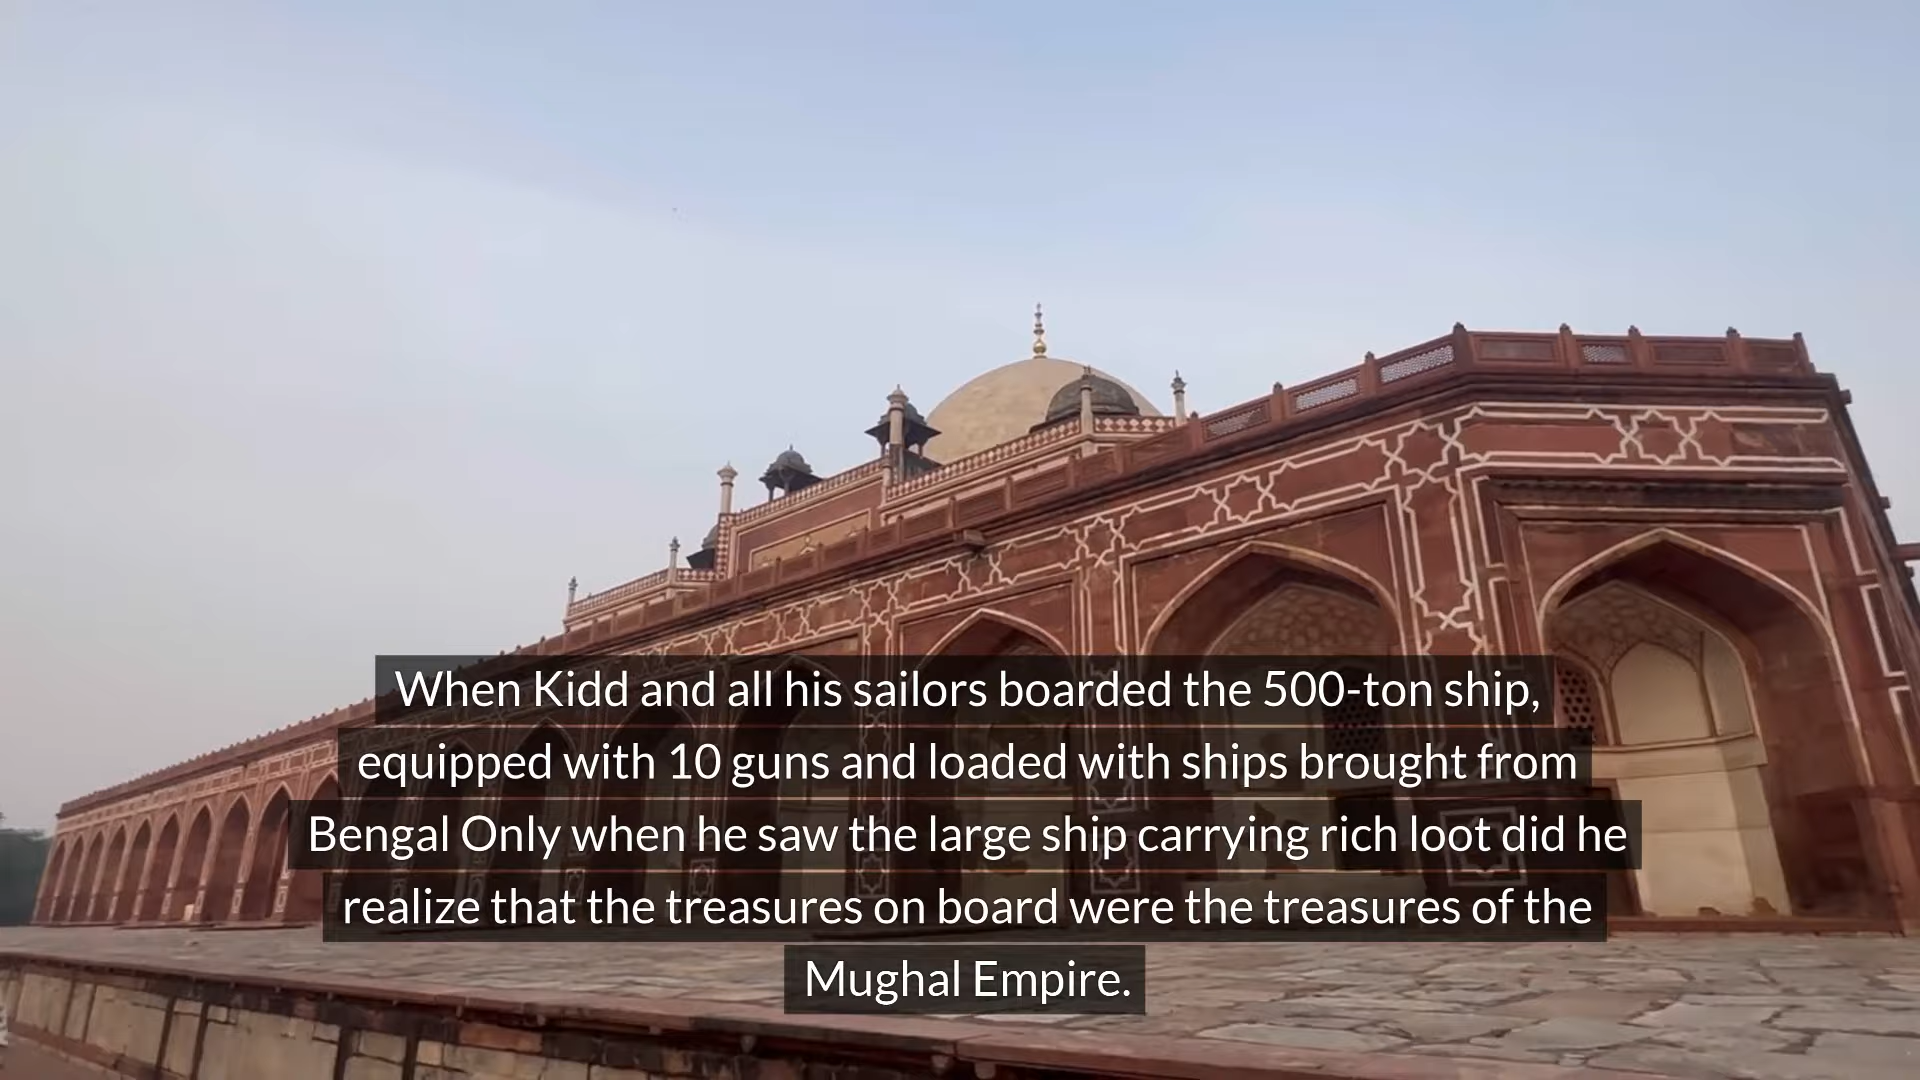 When Kidd and all his sailors boarded the 500-ton ship,
equipped with 10 guns and loaded with ships brought from
Bengal Only when he saw the large ship carrying rich loot did he
realize that the treasures on board were the treasures of the
Mughal Empire.